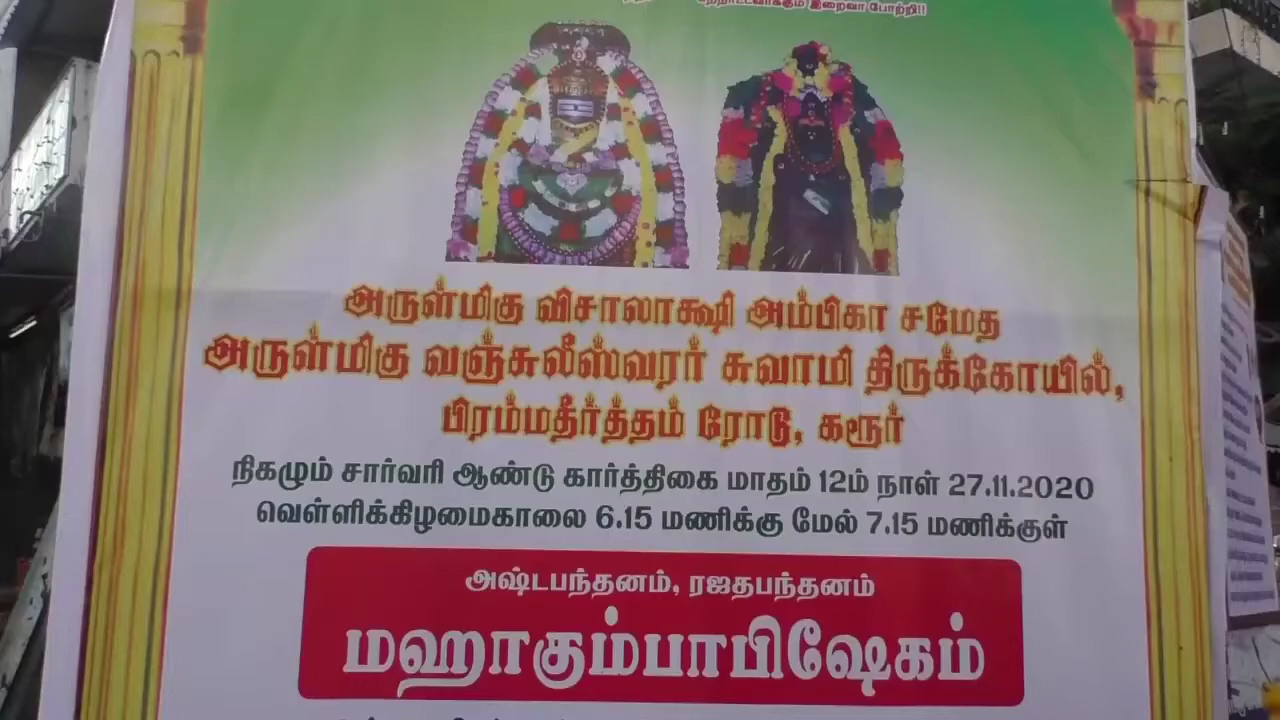 இறைவா போற்றி!!
அருள்மிகு விசாலாக்ஷி அம்பிகா சமேத
அருள்மிகு வஞ்சுலீஸ்வரர் சுவாமி திருக்கோயில்,
பிரம்மதீர்த்தம் ரோடு, கரூர்
நிகழும் சார்வரி ஆண்டு கார்த்திகை மாதம் 12ம் நாள் 27.11.2020
வெள்ளிக்கிழமைகாலை 6.15 மணிக்கு மேல் 7.15 மணிக்குள்
அஷ்டபந்தனம், ரஜதபந்தனம்
மஹாகும்பாபிஷேகம்